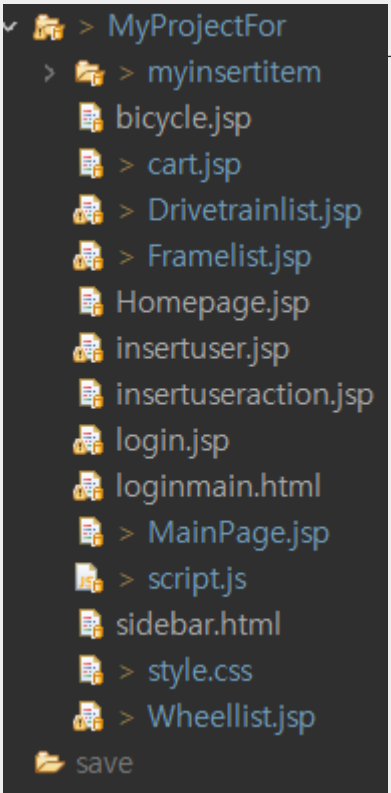 > MyProjectFor
> myinsertitem
bicycle.jsp
> cart.jsp
> Drivetrainlist.jsp
> Framelist.jsp
Homepage.jsp
insertuser.jsp
insertuseraction.jsp
login.jsp
loginmain.html
> MainPage.jsp
> script.js
sidebar.html
> style.css
> Wheellist.jsp
save